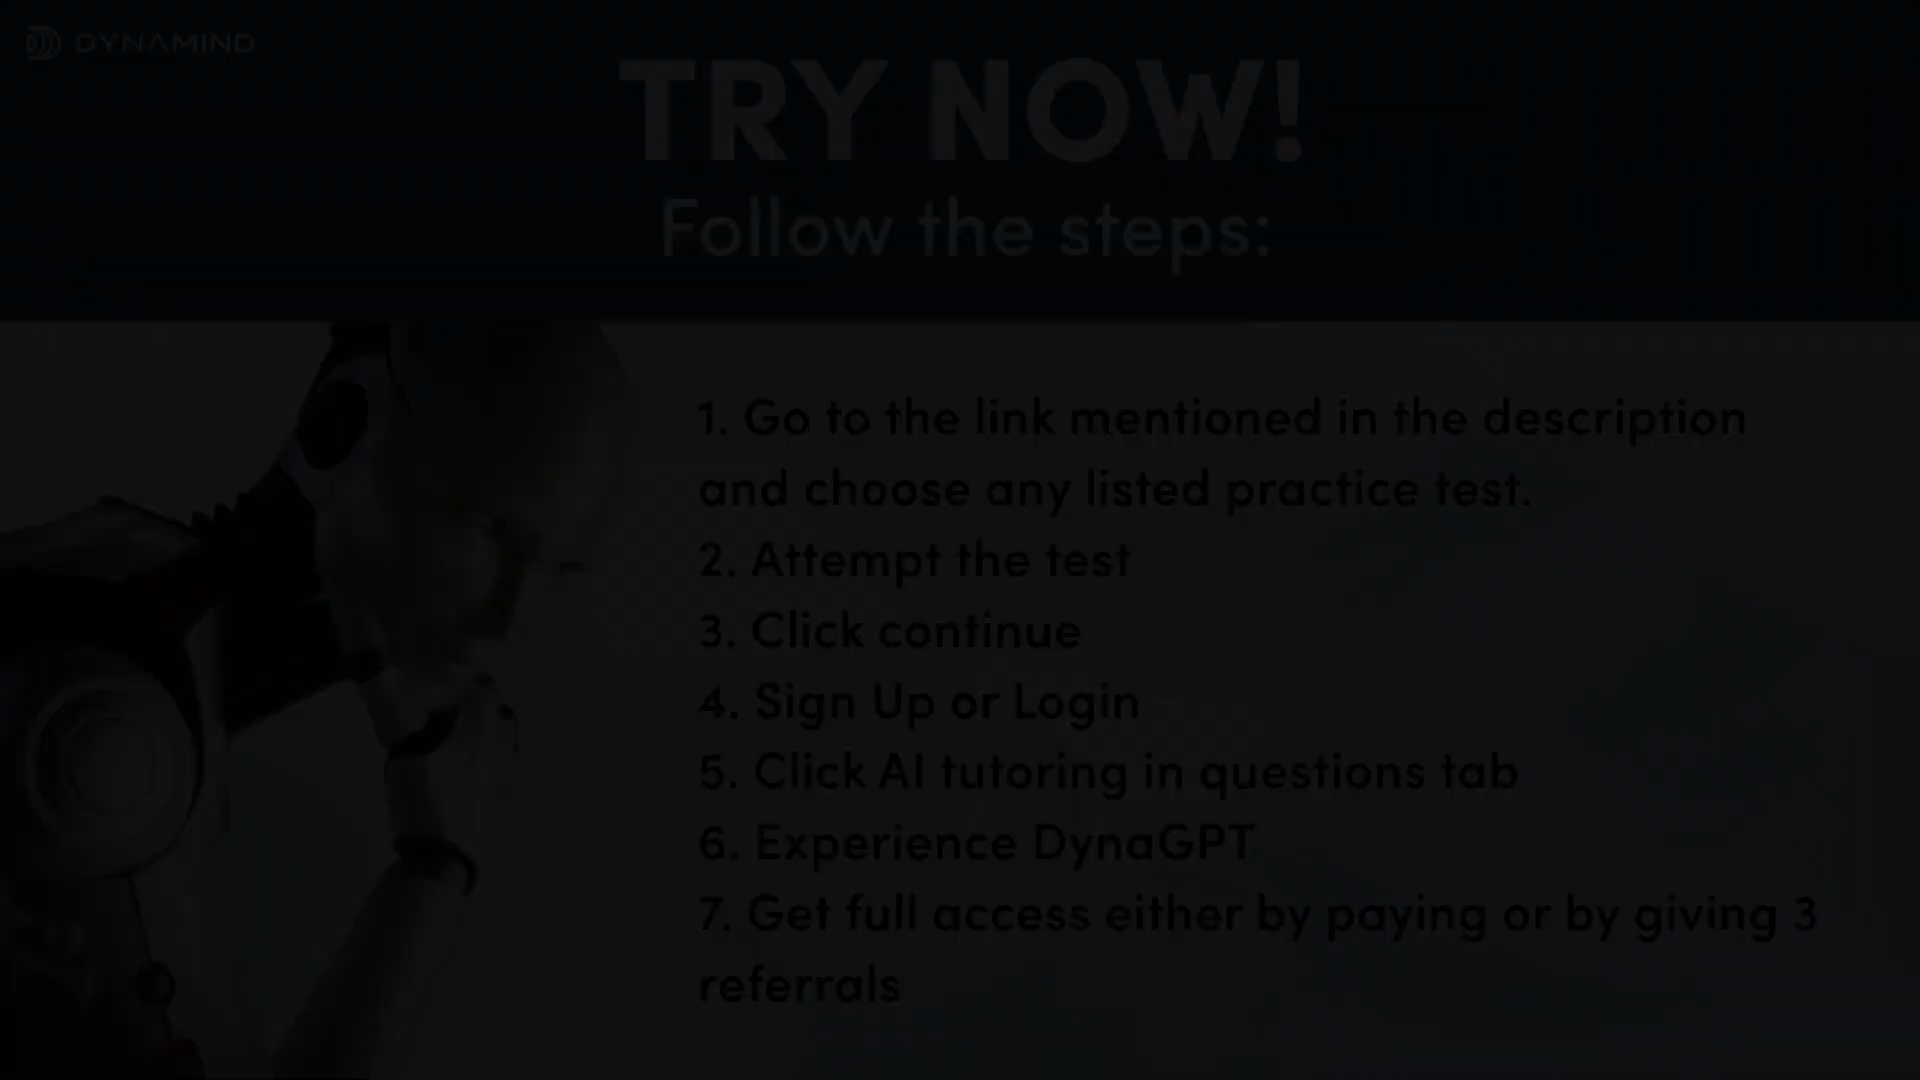 DYNAMIND
TRY NOW!
Follow the steps:
1. Go to the link mentioned in the description
and choose any listed practice test.
2. Attempt the test
3. Click continue
4. Sign Up or Login
5. Click AI tutoring in questions tab
6. Experience DynaGPT
7. Get full access either by paying or by giving 3
referrals